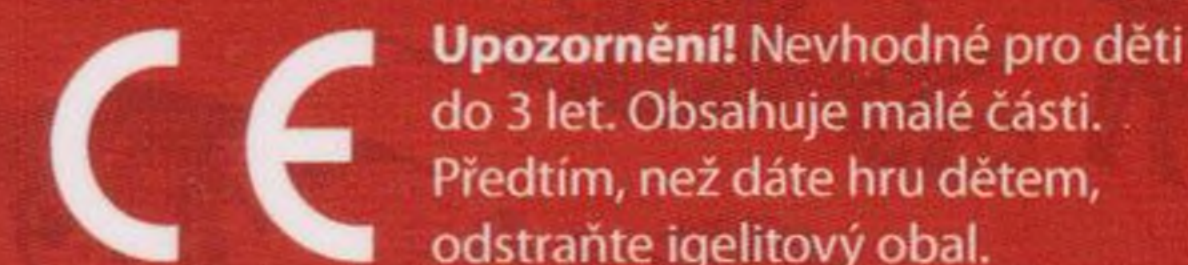 CE
Upozornění! Nevhodné pro děti
do 3 let. Obsahuje malé části.
Předtím, než dáte hru dětem,
odstraňte igelitový obal.